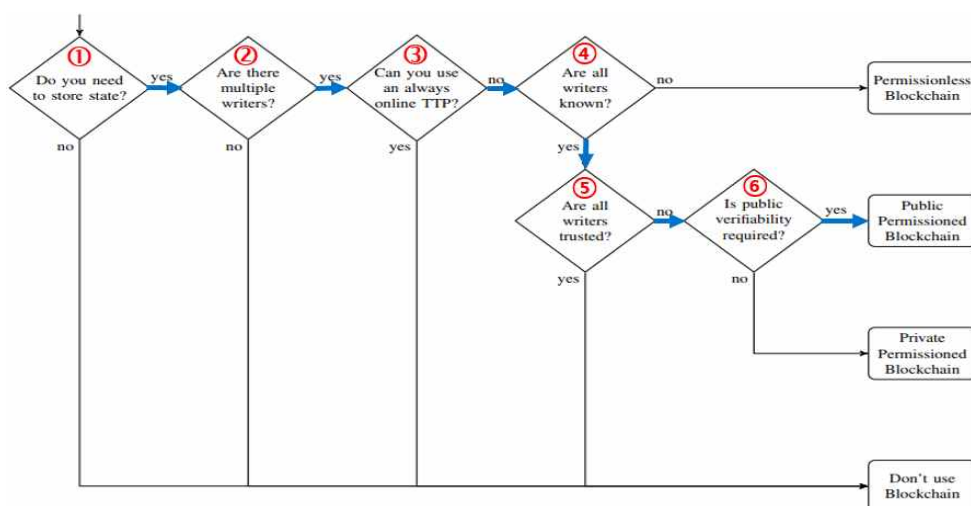 ①
Do you need
to store state?
yes
no
②
Are there
multiple
writers?
yes
no
③
Can you use
an always
online TTP?
no
yes
④
Are all
writers
known?
no
yes
Permissionless
Blockchain
⑤
Are all
writers
trusted?
no
yes
⑥
Is public
verifiability
required?
yes
no
Public
Permissioned
Blockchain
Private
Permissioned
Blockchain
Don't use
Blockchain